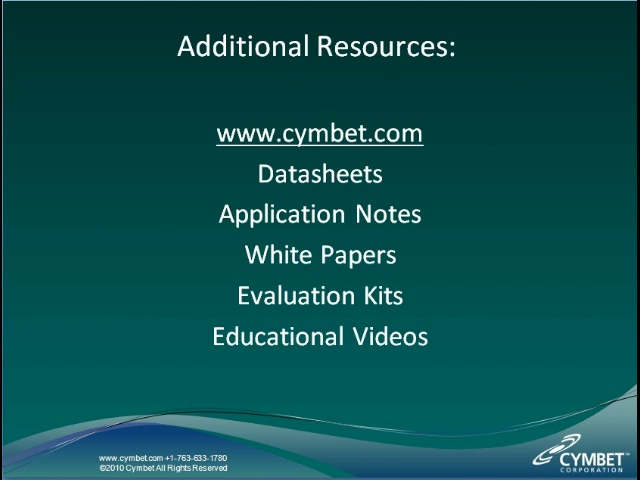 Additional Resources:
www.cymbet.com
Datasheets
Application Notes
White Papers
Evaluation Kits
Educational Videos
www.cymbet.com +1-763-633-1780
©2010 Cymbet All Rights Reserved
CYMBET™
CORPORATION